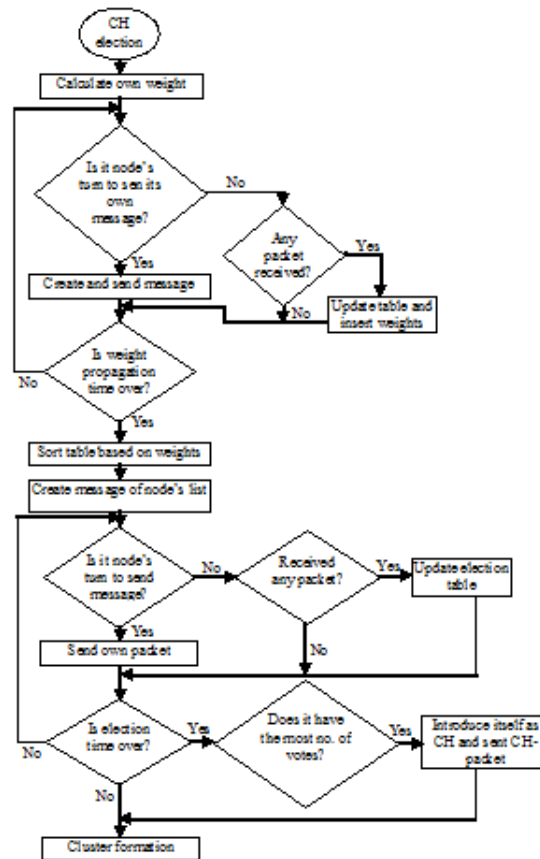 CH
election
Calculate own weight
Is it node's
turn to sen its
own
message?
No
Any
packet
received?
Yes
Yes
Create and send message
No
Update table and
insert weights
Is weight
propagation
time over?
No
Yes
Sort table based on weights
Create message of node's list
Is it node's
turn to send
message?
No
Received
any packet?
Yes
Update election
table
Yes
No
Send own packet
Is election
time over?
No
Yes
Does it have
the most no. of
votes?
Yes
Introduce itself as
CH and sent CH-
packet
No
Cluster formation